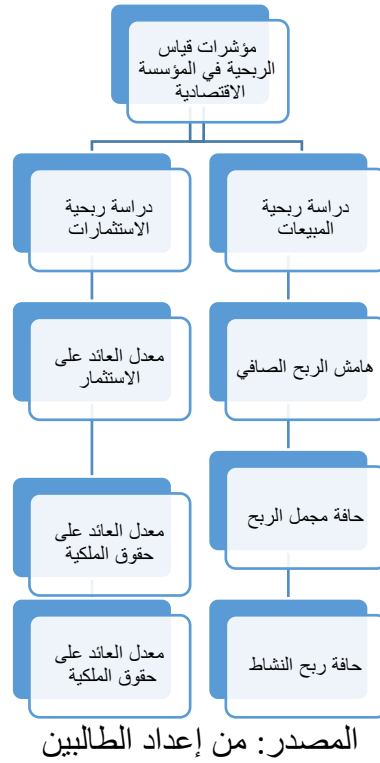 مؤشرات قياس
الربحية في المؤسسة
الاقتصادية
دراسة ربحية
المبيعات
هامش الربح الصافي
حافة مجمل الربح
حافة ربح النشاط
دراسة ربحية
الاستثمارات
معدل العائد على
الاستثمار
معدل العائد على
حقوق الملكية
معدل العائد على
حقوق الملكية
المصدر: من إعداد الطالبين